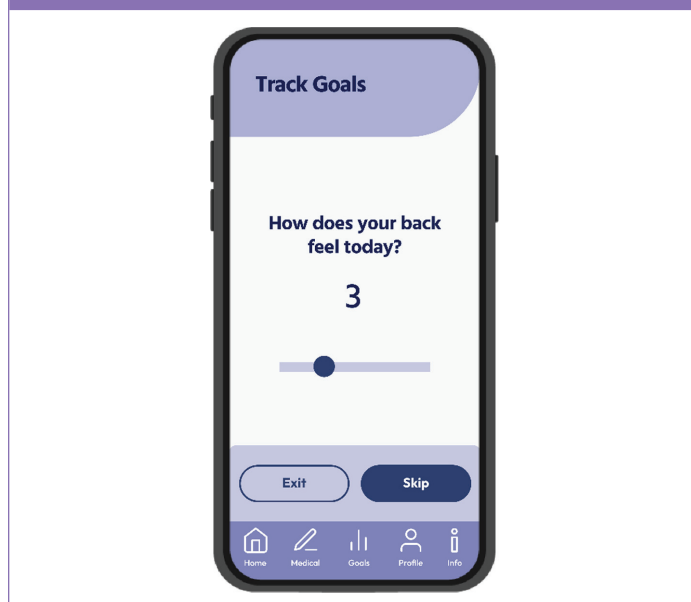 Track Goals
How does your back
feel today?
3
Exit Skip
Home Medical Goals Profile Info